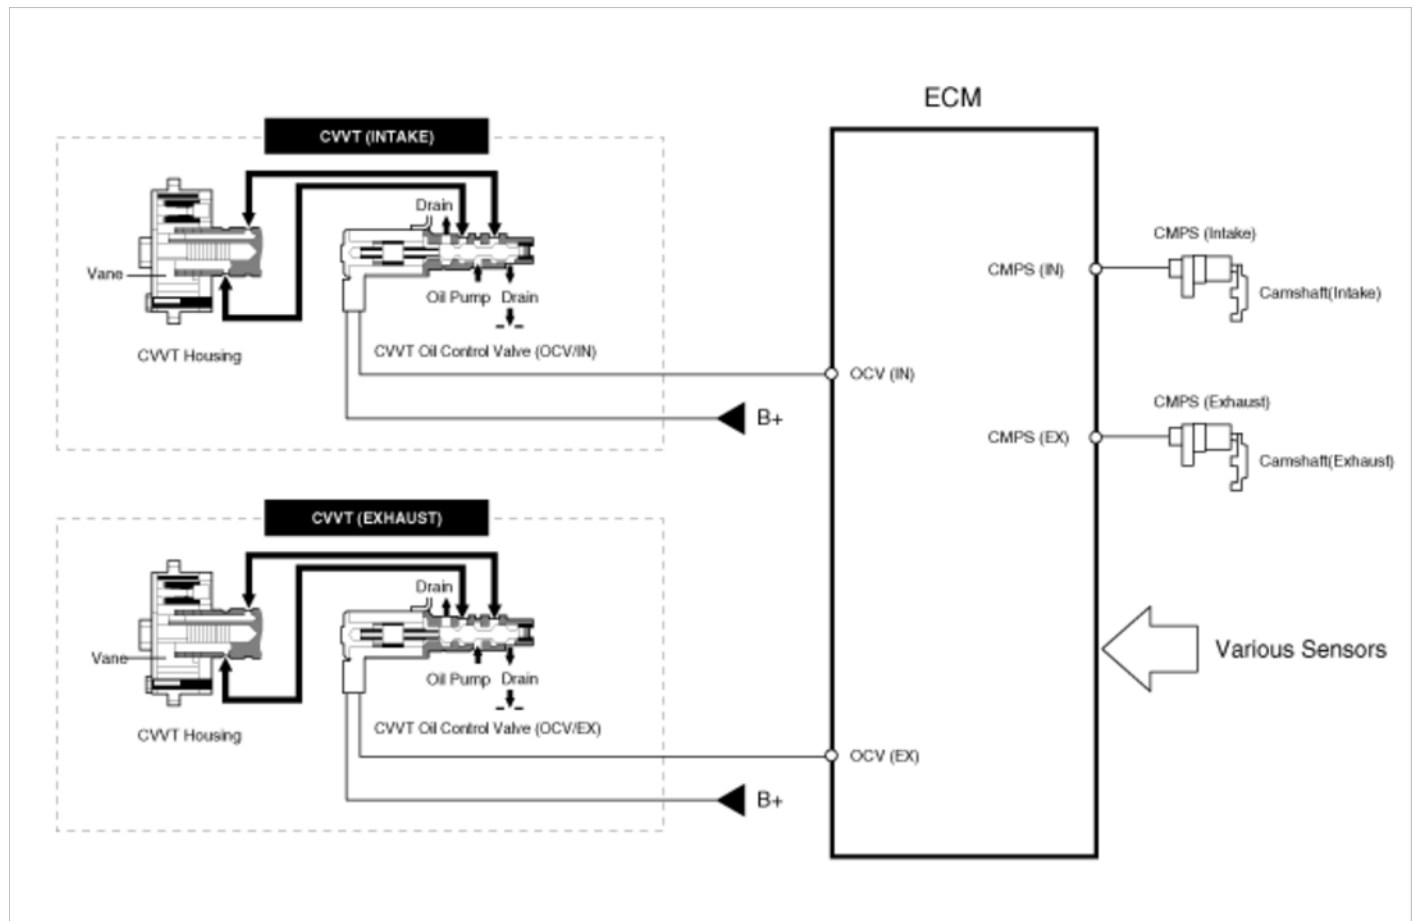 ECM
CVVT (INTAKE)
Drain
Vane
Oil Pump Drain
CVVT Housing
CVVT Oil Control Valve (OCV/IN)
B+
OCV (IN)
CMPS (IN)
CMPS (Intake)
Camshaft(Intake)
CMPS (EX)
CMPS (Exhaust)
Camshaft(Exhaust)
CVVT (EXHAUST)
Drain
Vane
Oil Pump Drain
CVVT Housing
CVVT Oil Control Valve (OCV/EX)
B+
OCV (EX)
Various Sensors